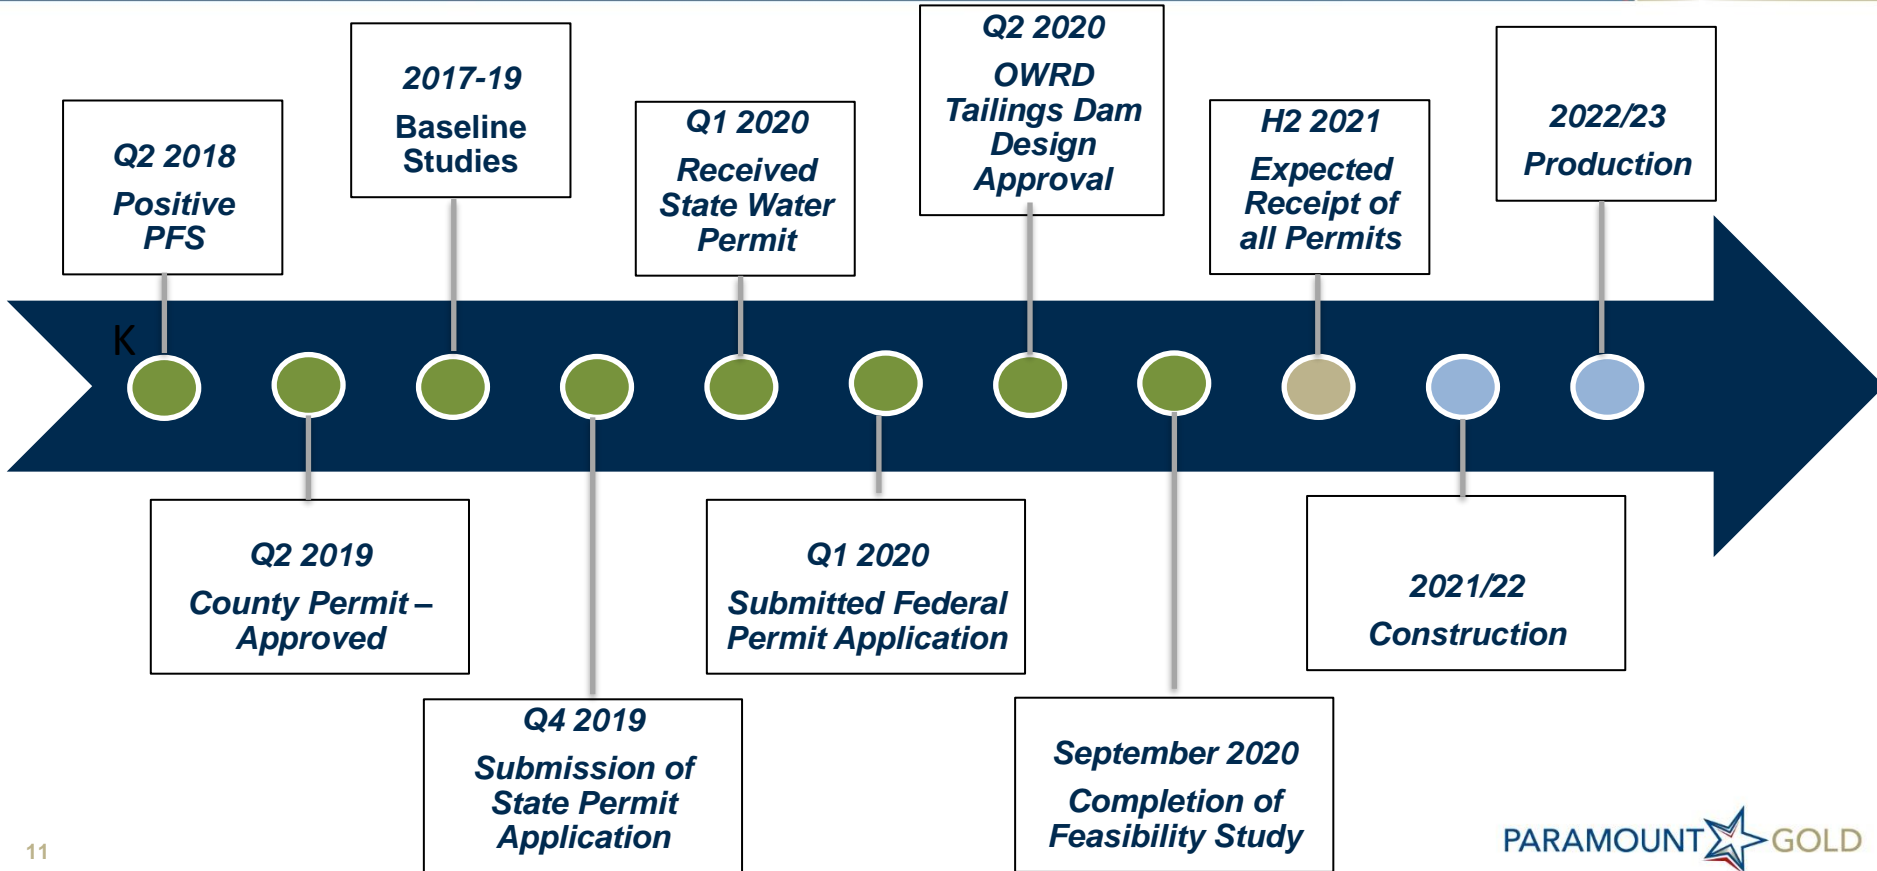 Q2 2018
Positive
PFS
2017-19
Baseline
Studies
Q1 2020
Received
State Water
Permit
Q2 2020
OWRD
Tailings Dam
Design
Approval
H2 2021
Expected
Receipt of
all Permits
2022/23
Production
K
Q2 2019
County Permit –
Approved
Q4 2019
Submission of
State Permit
Application
Q1 2020
Submitted Federal
Permit Application
September 2020
Completion of
Feasibility Study
2021/22
Construction
11
PARAMOUNT GOLD